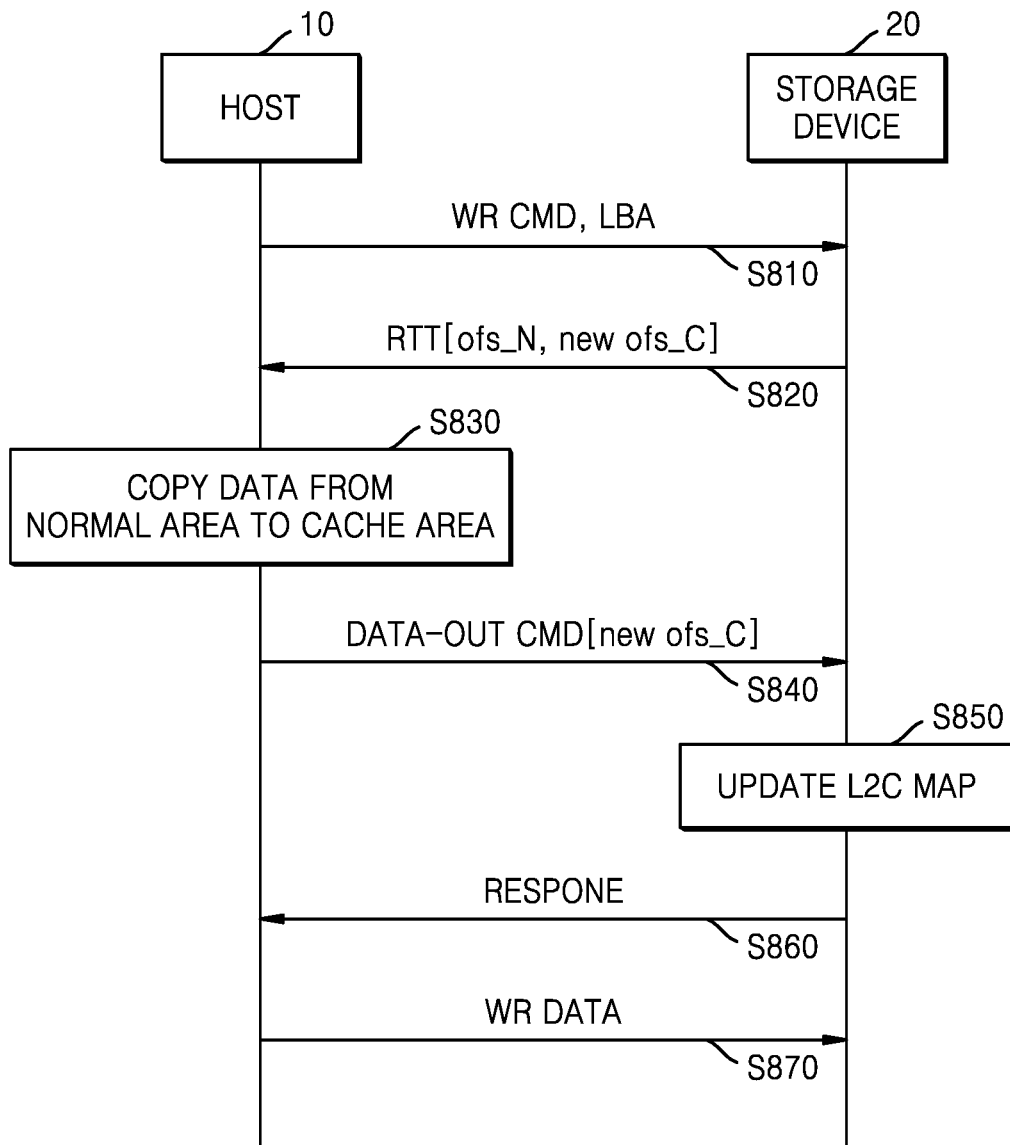 10
20
HOST
STORAGE
DEVICE
WR CMD, LBA
S810
RTT[ofs_N, new ofs_C]
S820
S830
COPY DATA FROM
NORMAL AREA TO CACHE AREA
DATA-OUT CMD[new ofs_C]
S840
S850
UPDATE L2C MAP
RESPONE
S860
WR DATA
S870